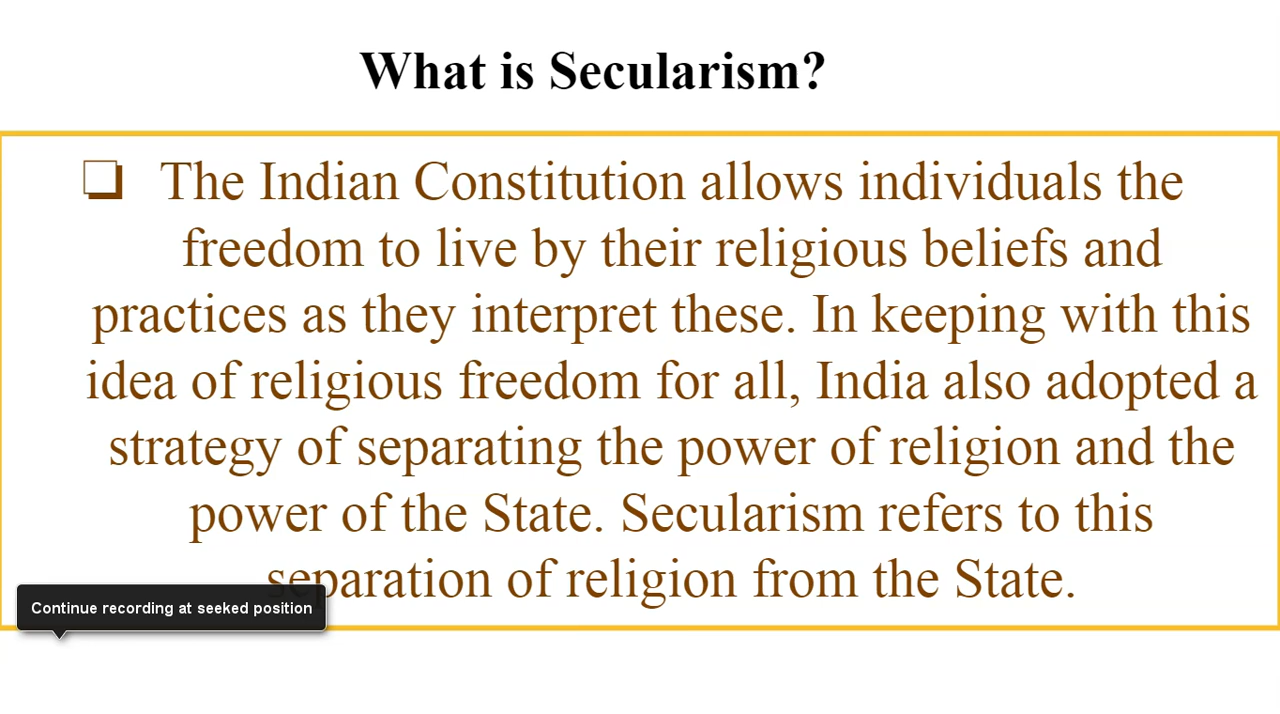 What is Secularism?
❏ The Indian Constitution allows individuals the
freedom to live by their religious beliefs and
practices as they interpret these. In keeping with this
idea of religious freedom for all, India also adopted a
strategy of separating the power of religion and the
power of the State. Secularism refers to this
separation of religion from the State.
Continue recording at seeked position